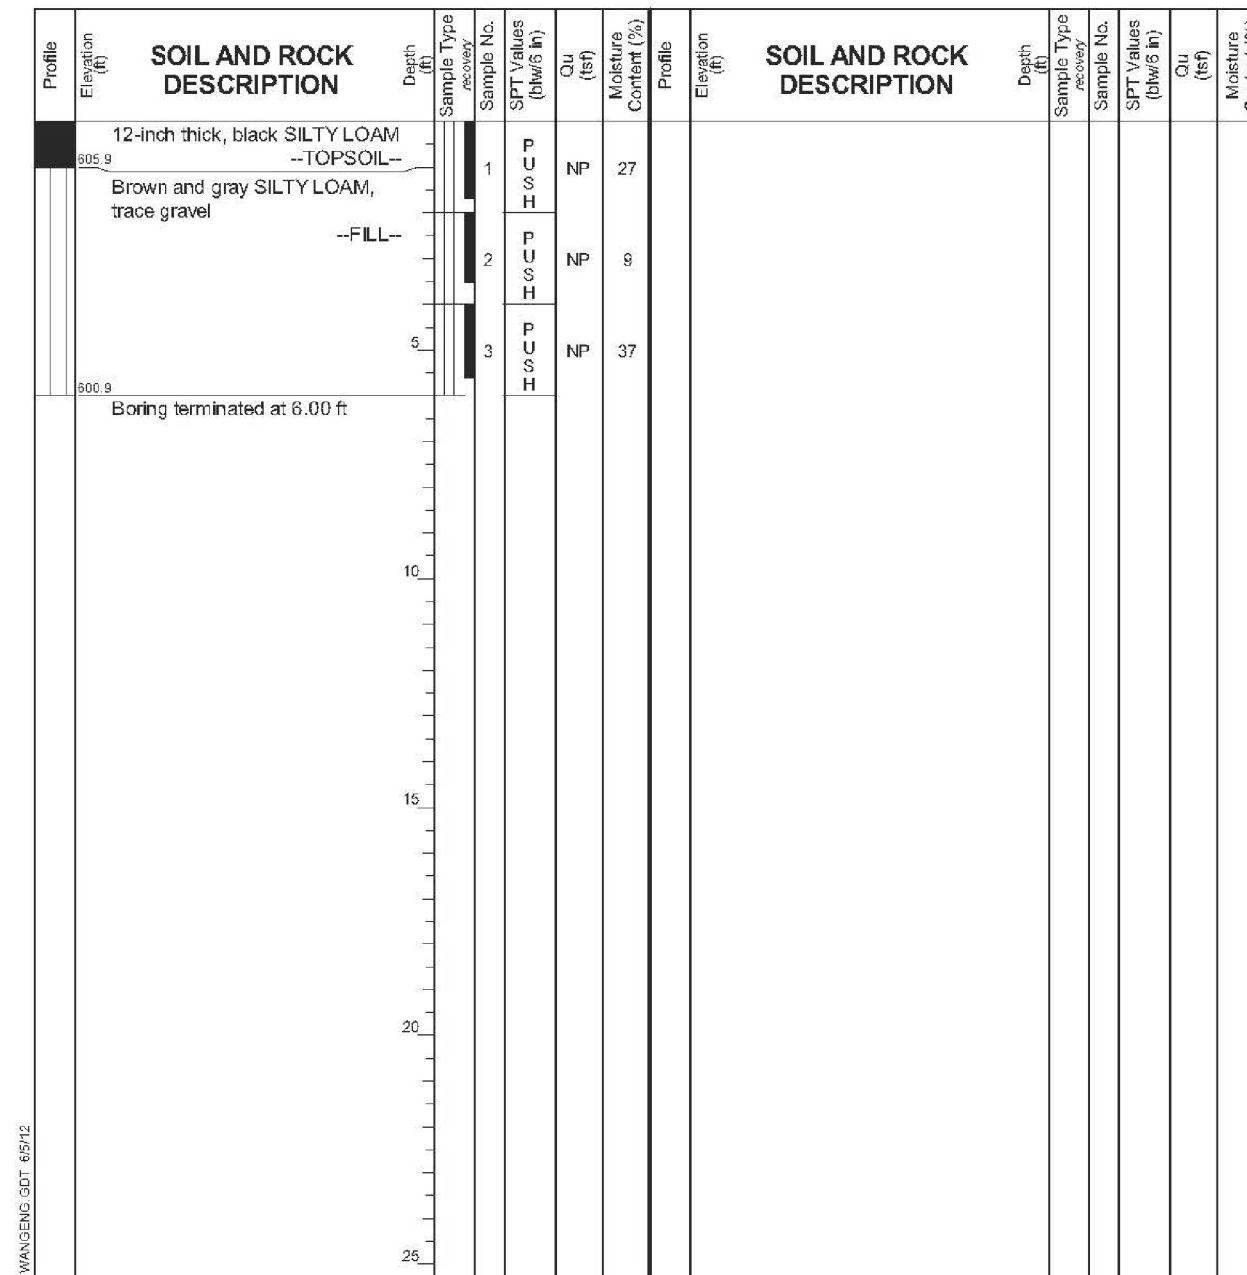 Profile
Elevation
(ft)
SOIL AND ROCK
DESCRIPTION
Depth
(ft)
Sample Type
recovery
Sample No.
SPT Values
(blw/6 in)
Qu
(tsf)
Moisture
Content (%)
Profile
Elevation
(ft)
SOIL AND ROCK
DESCRIPTION
Depth
(ft)
Sample Type
recovery
Sample No.
SPT Values
(blw/6 in)
Qu
(tsf)
Moisture
12-inch thick, black SILTY LOAM
605.9 --TOPSOIL--
1 PUSH NP 27
Brown and gray SILTY LOAM,
trace gravel
--FILL--
2 PUSH NP 9
5
3 PUSH NP 37
600.9
Boring terminated at 6.00 ft
10
15
20
25
WANGENG.GDT 6/5/12